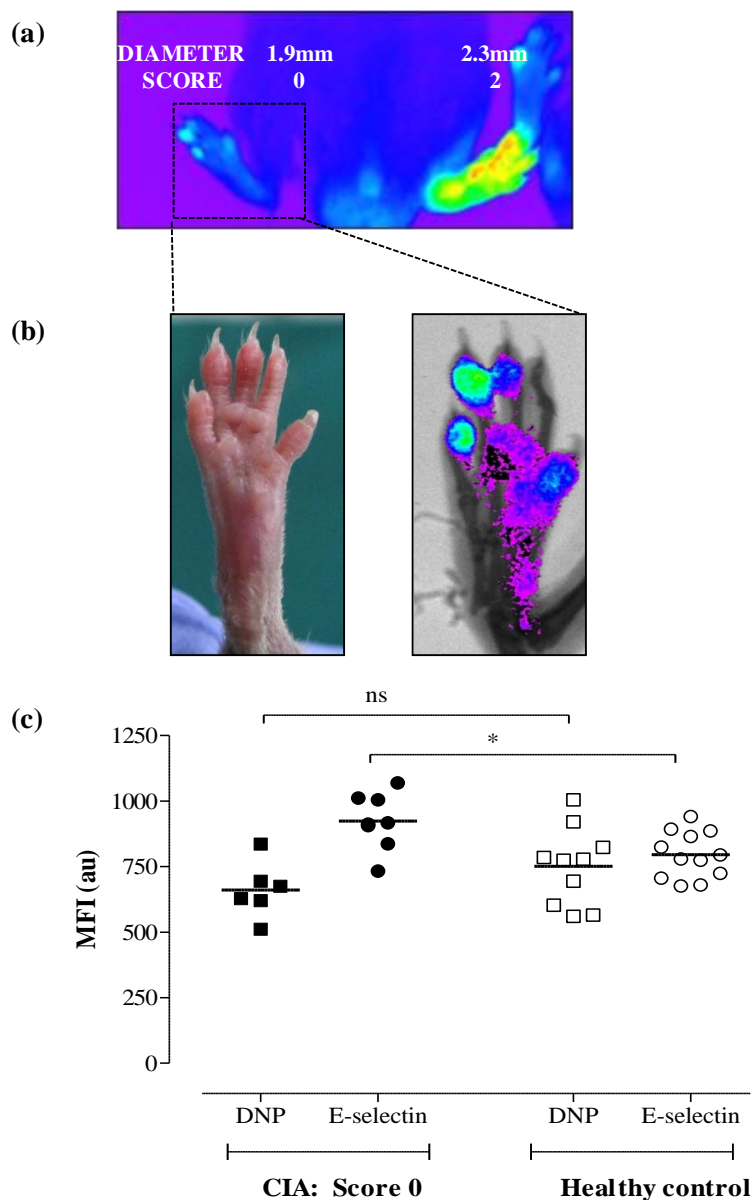 (a)
DIAMETER 1.9mm 2.3mm
SCORE 0 2
(b)
(c)
ns
*
1250
1000
750
500
250
0
MFI (au)
DNP E-selectin DNP E-selectin
CIA: Score 0 Healthy control